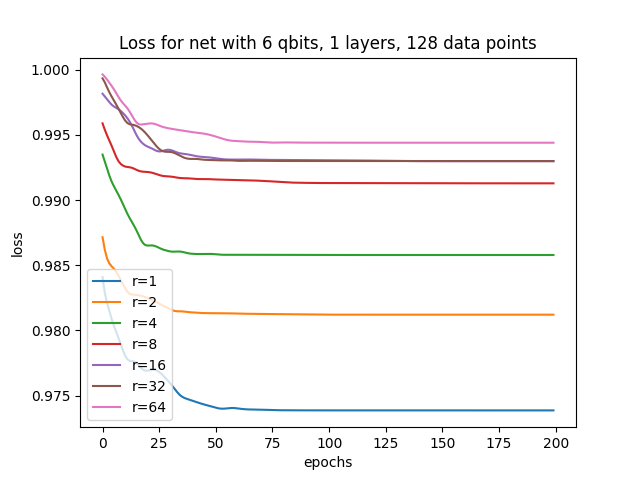 Loss for net with 6 qbits, 1 layers, 128 data points
1.000
0.995
0.990
0.985
0.980
0.975
loss
r=1
r=2
r=4
r=8
r=16
r=32
r=64
0 25 50 75 100 125 150 175 200
epochs